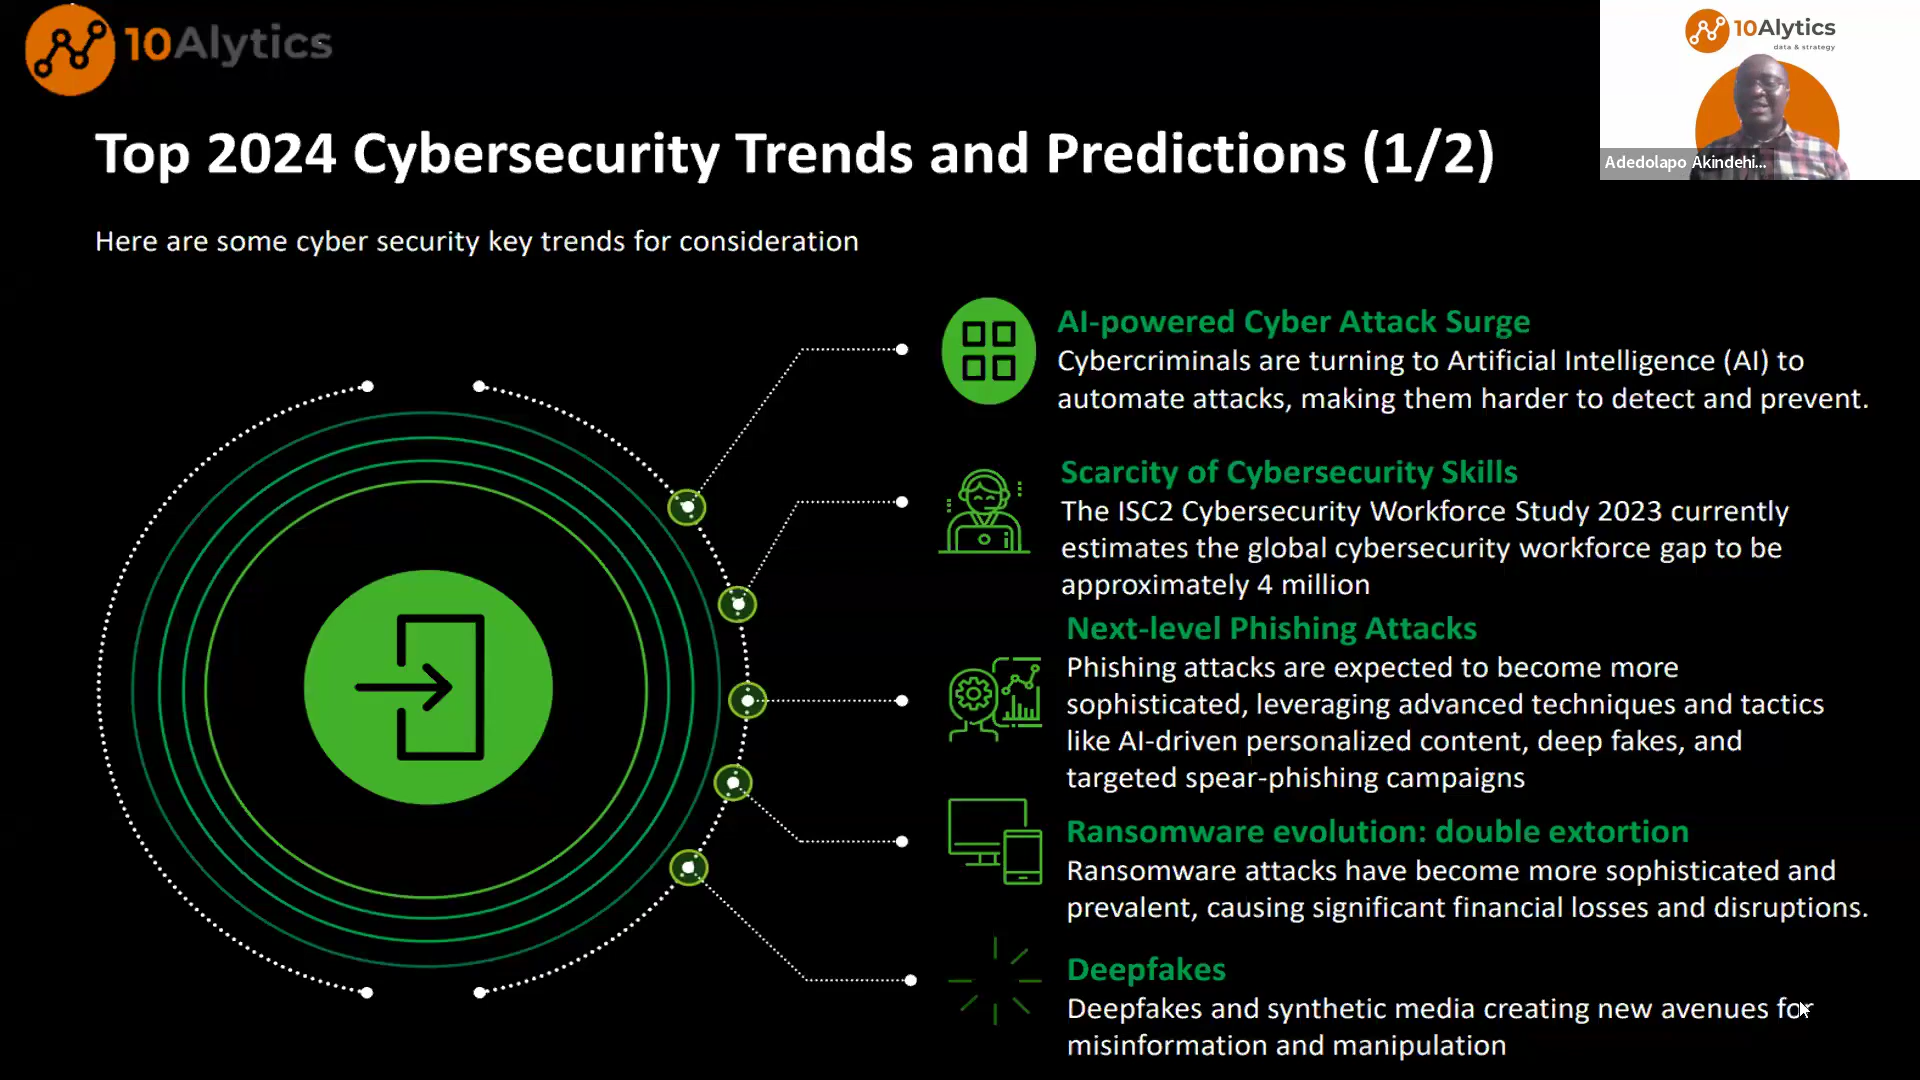 10Alytics
10Alytics
data & strategy
Adedolapo Akindehi...
Top 2024 Cybersecurity Trends and Predictions (1/2)
Here are some cyber security key trends for consideration
AI-powered Cyber Attack Surge
Cybercriminals are turning to Artificial Intelligence (AI) to
automate attacks, making them harder to detect and prevent.
Scarcity of Cybersecurity Skills
The ISC2 Cybersecurity Workforce Study 2023 currently
estimates the global cybersecurity workforce gap to be
approximately 4 million
Next-level Phishing Attacks
Phishing attacks are expected to become more
sophisticated, leveraging advanced techniques and tactics
like AI-driven personalized content, deep fakes, and
targeted spear-phishing campaigns
Ransomware evolution: double extortion
Ransomware attacks have become more sophisticated and
prevalent, causing significant financial losses and disruptions.
Deepfakes
Deepfakes and synthetic media creating new avenues for
misinformation and manipulation